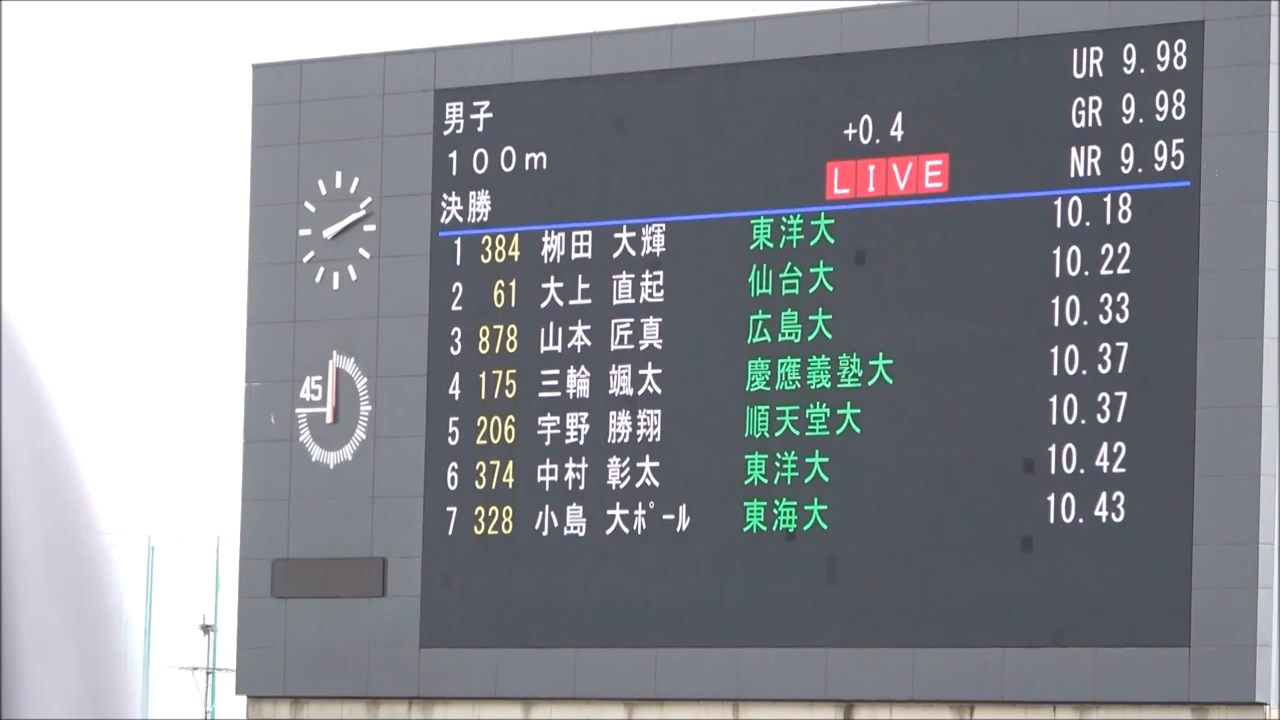 男子
100m
決勝
+0.4
LIVE
UR 9.98
GR 9.98
NR 9.95
1 384 栁田 大輝 東洋大 10.18
2 61 大上 直起 仙台大 10.22
3 878 山本 匠真 広島大 10.33
4 175 三輪 颯太 慶應義塾大 10.37
5 206 宇野 勝翔 順天堂大 10.37
6 374 中村 彰太 東洋大 10.42
7 328 小島 大ﾎﾟｰﾙ 東海大 10.43
45